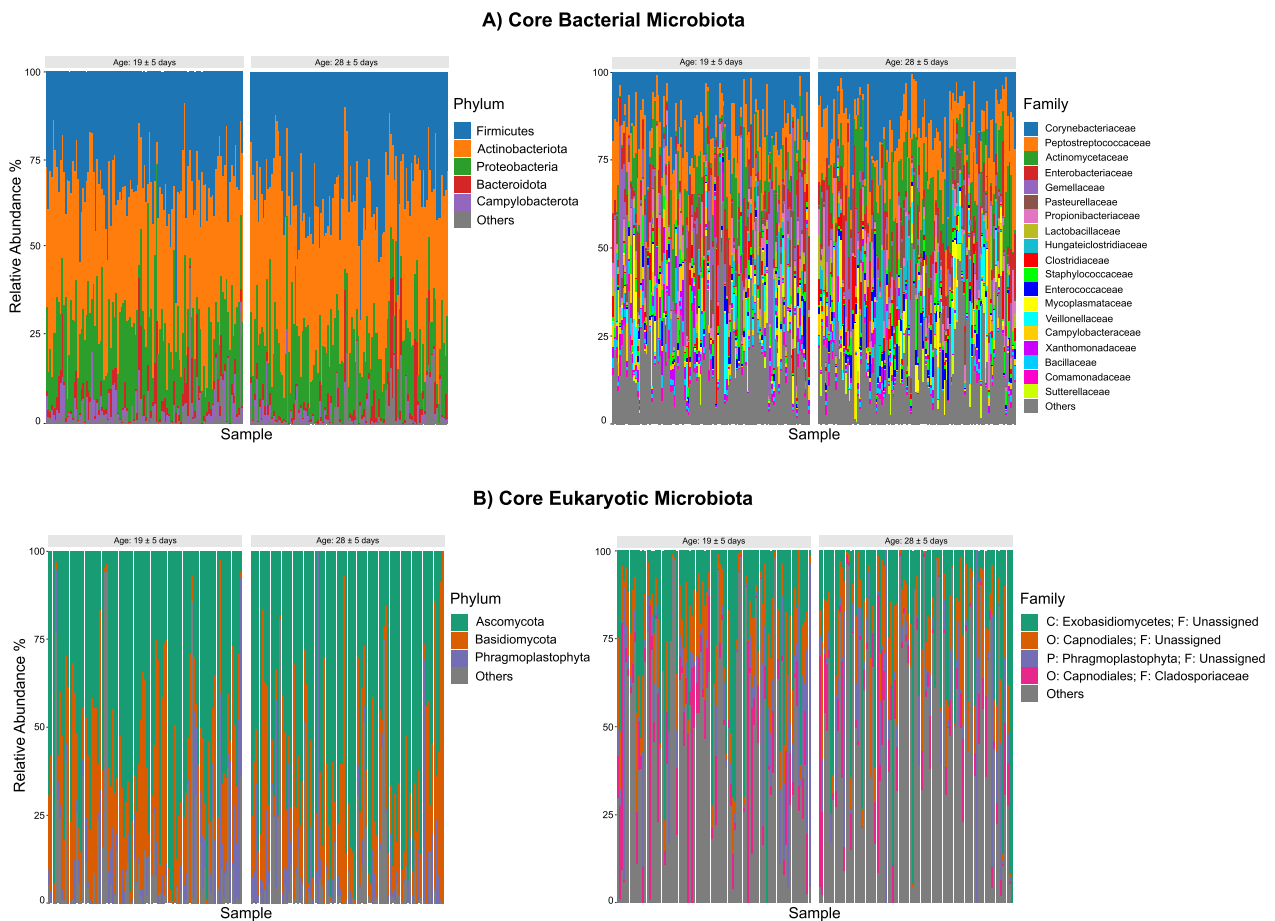 A) Core Bacterial Microbiota
Age: 19 ± 5 days
Age: 28 ± 5 days
Relative Abundance %
100
75
50
25
0
Sample
Phylum
Firmicutes
Actinobacteriota
Proteobacteria
Bacteroidota
Campylobacterota
Others
Age: 19 ± 5 days
Age: 28 ± 5 days
100
75
50
25
0
Sample
Family
Corynebacteriaceae
Peptostreptococcaceae
Actinomycetaceae
Enterobacteriaceae
Gemellaceae
Pasteurellaceae
Propionibacteriaceae
Lactobacillaceae
Hungateiclostridiaceae
Clostridiaceae
Staphylococcaceae
Enterococcaceae
Mycoplasmataceae
Veillonellaceae
Campylobacteraceae
Xanthomonadaceae
Bacillaceae
Comamonadaceae
Sutterellaceae
Others
B) Core Eukaryotic Microbiota
Age: 19 ± 5 days
Age: 28 ± 5 days
Relative Abundance %
100
75
50
25
0
Sample
Phylum
Ascomycota
Basidiomycota
Phragmoplastophyta
Others
Age: 19 ± 5 days
Age: 28 ± 5 days
100
75
50
25
0
Sample
Family
C: Exobasidiomycetes; F: Unassigned
O: Capnodiales; F: Unassigned
P: Phragmoplastophyta; F: Unassigned
O: Capnodiales; F: Cladosporiaceae
Others